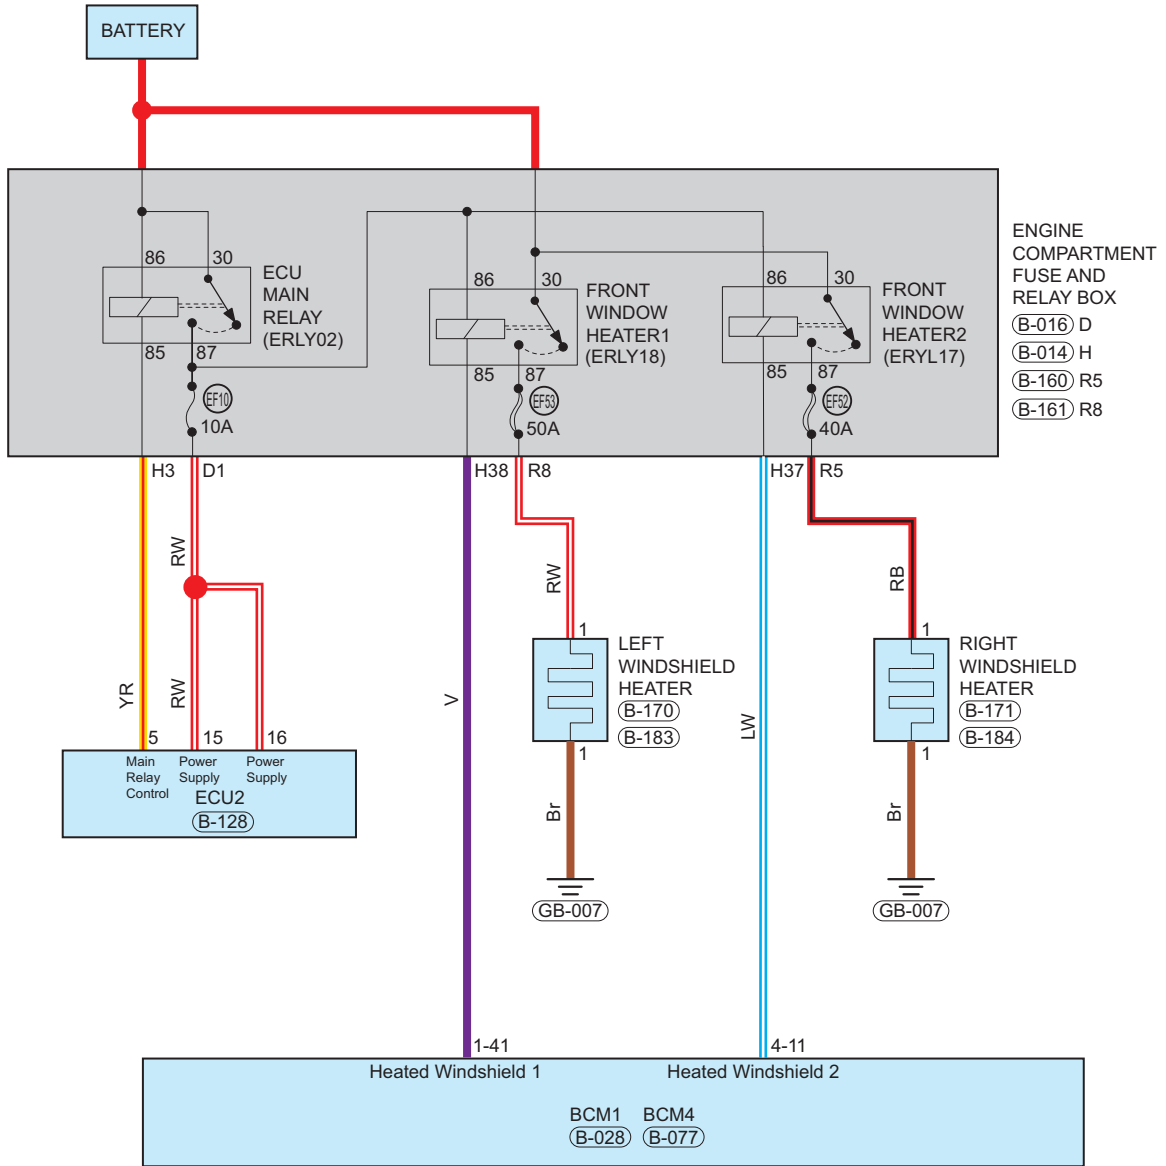 BATTERY
ENGINE
COMPARTMENT
FUSE AND
RELAY BOX
B-016 D
B-014 H
B-160 R5
B-161 R8
86
30
ECU
MAIN
RELAY
(ERLY02)
85
87
EF10
10A
86
30
FRONT
WINDOW
HEATER1
(ERLY18)
85
87
EF53
50A
86
30
FRONT
WINDOW
HEATER2
(ERYL17)
85
87
EF52
40A
H3
D1
H38
R8
H37
R5
RW
RW
RB
YR
RW
V
LW
1
LEFT
WINDSHIELD
HEATER
B-170
B-183
1
1
RIGHT
WINDSHIELD
HEATER
B-171
B-184
1
5
15
16
Main
Relay
Control
Power
Supply
Power
Supply
ECU2
B-128
Br
Br
GB-007
GB-007
1-41
4-11
Heated Windshield 1
Heated Windshield 2
BCM1
BCM4
B-028
B-077